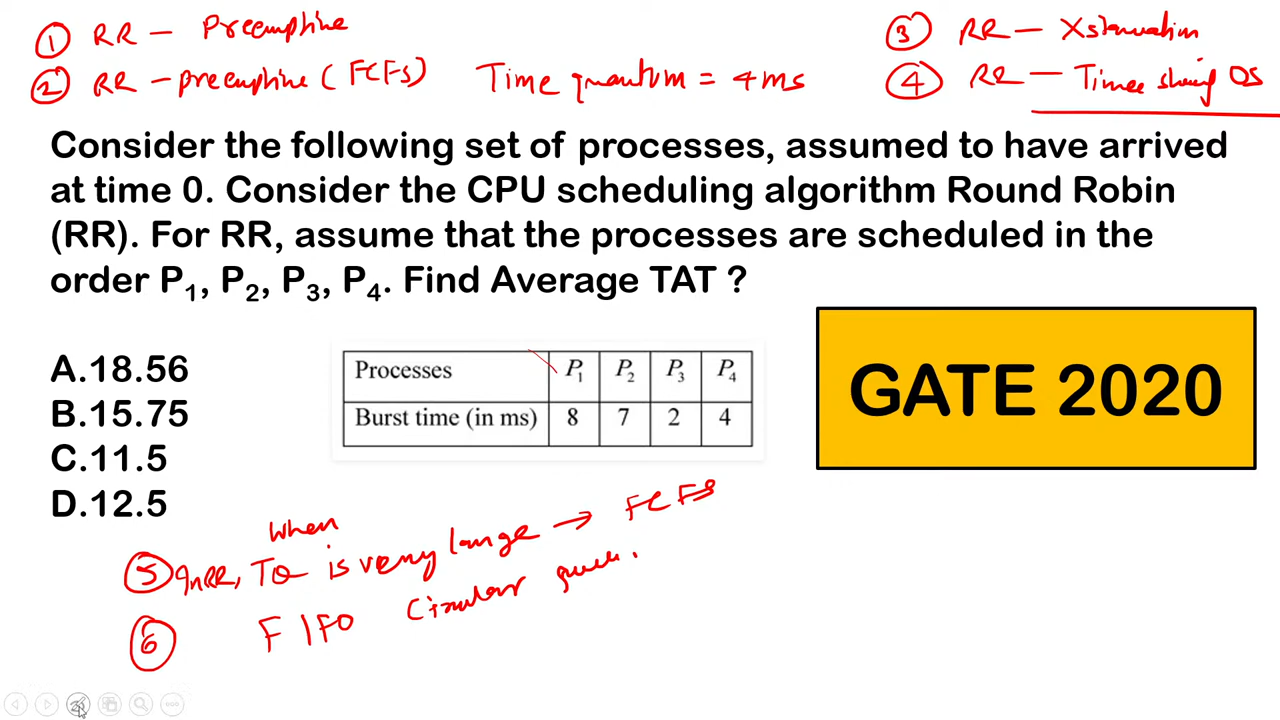 ① RR - Preemptive
③ RR - X starvation
② RR - preemptive (FCFS) Time quantum = 4ms
④ RR - Time sharing OS
Consider the following set of processes, assumed to have arrived
at time 0. Consider the CPU scheduling algorithm Round Robin
(RR). For RR, assume that the processes are scheduled in the
order P1, P2, P3, P4. Find Average TAT ?
A.18.56
B.15.75
C.11.5
D.12.5
Processes P1 P2 P3 P4
Burst time (in ms) 8 7 2 4
GATE 2020
When
⑤ In RR, TQ is very large → FCFS
⑥ FIFO Circular queue.